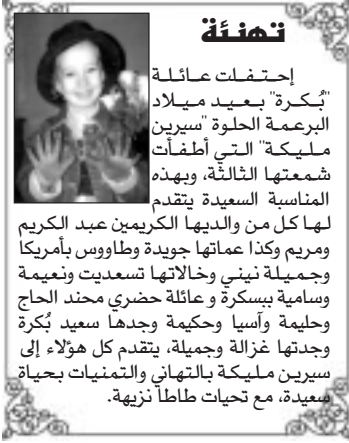 تهنئة
إحتفلت عائلة
"بُكرة" بعيد ميلاد
البرعمة الحلوة "سيرين
مليكة" التي أطفأت
شمعتها الثالثة، وبهذه
المناسبة السعيدة يتقدم
لها كل من والديها الكريمين عبد الكريم
ومريم وكذا عماتها جويدة وطاووس بأمريكا
وجميلة نيني وخالاتها تسعديت ونعيمة
وسامية ببسكرة و عائلة حضري محند الحاج
وحليمة وآسيا وحكيمة وجدها سعيد بُكرة
وجدتها غزالة وجميلة، يتقدم كل هؤلاء إلى
سيرين مليكة بالتهاني والتمنيات بحياة
سعيدة، مع تحيات طاطا نزيهة.